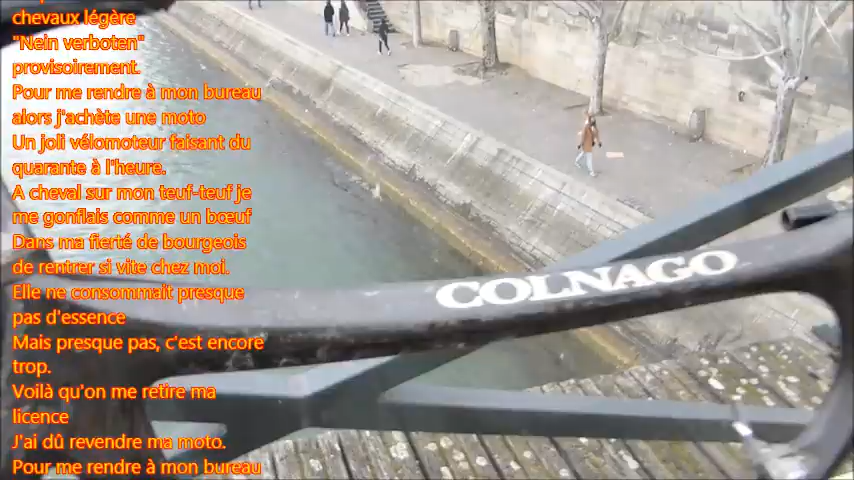 chevaux légère
"Nein verboten"
provisoirement.
Pour me rendre à mon bureau
alors j'achète une moto
Un joli vélomoteur faisant du
quarante à l'heure.
A cheval sur mon teuf-teuf je
me gonflais comme un bœuf
Dans ma fierté de bourgeois
de rentrer si vite chez moi.
Elle ne consommait presque
pas d'essence
Mais presque pas, c'est encore
trop.
Voilà qu'on me retire ma
licence
J'ai dû revendre ma moto.
Pour me rendre à mon bureau
COLNAGO